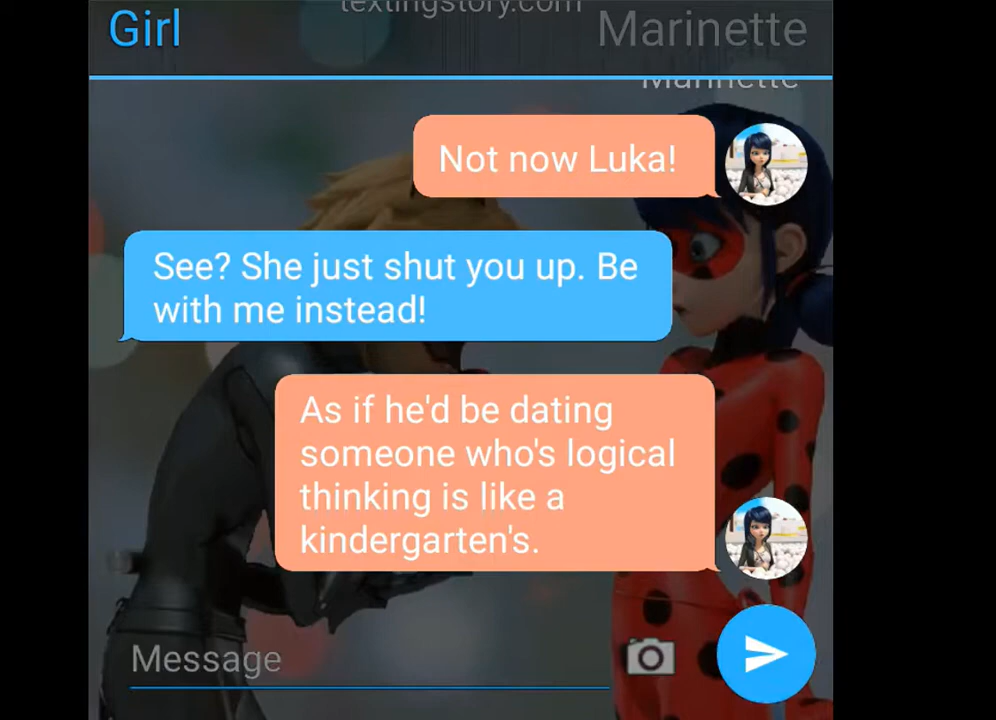 textingstory.com
Girl Marinette
Marinette
Not now Luka!
See? She just shut you up. Be
with me instead!
As if he'd be dating
someone who's logical
thinking is like a
kindergarten's.
Message